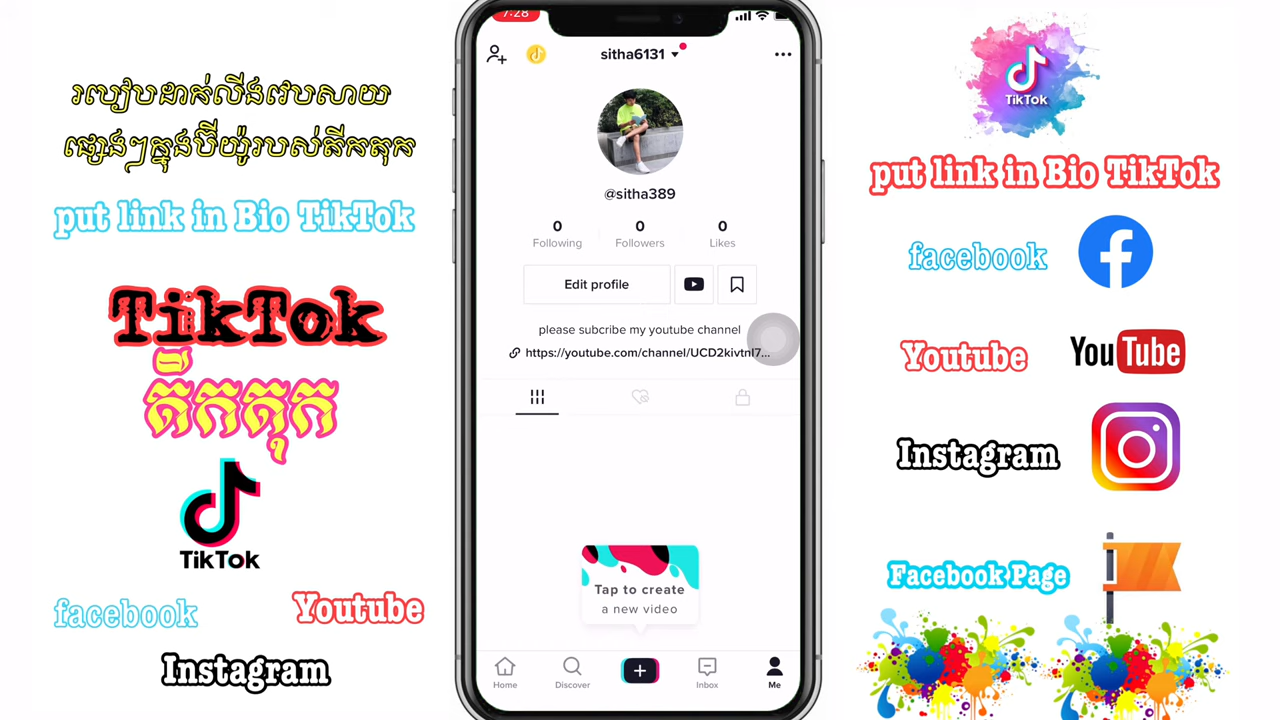 របៀបដាក់លីងវេបសាយ
ផ្សេងៗក្នុងប៊ីយ៉ូរបស់តីកតុក
put link in Bio TikTok
TikTok
តីកតុក
TikTok
facebook
Youtube
Instagram
7:28
sitha6131
@sitha389
0
0
0
Following
Followers
Likes
Edit profile
please subcribe my youtube channel
https://youtube.com/channel/UCD2kivtnI7...
Tap to create
a new video
Home
Discover
Inbox
Me
TikTok
put link in Bio TikTok
facebook
Youtube
YouTube
Instagram
Facebook Page